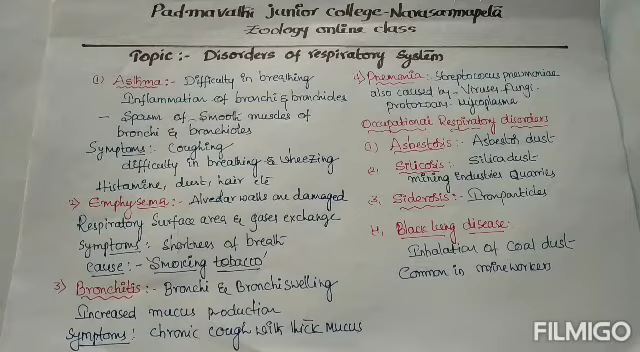 Padmavathi junior college-Narasannapeta
Zoology online class
Topic :- Disorders of respiratory System
1) Asthma :- Difficulty in breathing
Inflammation of bronchi & bronchioles
- Spasm of - Smooth muscles of
bronchi & bronchioles
Symptoms :- Coughing
difficulty in breathing & wheezing
Histamine, dust, hair etc
2) Emphysema :- Alveolar walls are damaged
Respiratory Surface area & gases exchange
Symptoms : Shortness of breath
Cause :- 'Smoking tobacco'
3) Bronchitis :- Bronchi & Bronchi swelling
Increased mucus production
Symptoms : chronic cough with thick mucus
Pnemonia :- Streptococus pneumoniae
also caused by - Viruses, fungi,
protozoan, Mycoplasma
Occupational Respiratory disorders
1) Asbestosis :- Asbestos dust
2, Silicosis :- Silica dust
mining Industries Quarries
3, Siderosis :- Iron particles
4, Black lung disease:
Inhalation of Coal dust
Common in mine workers
FILMIGO